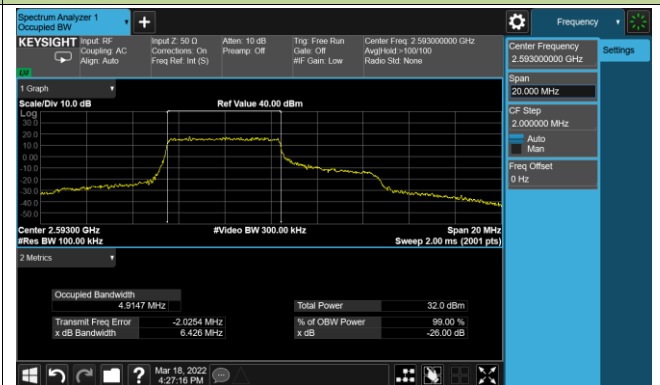 Spectrum Analyzer 1
Occupied BW
+
Frequency
KEYSIGHT
Input: RF
Coupling: AC
Align: Auto
Input Z: 50 Ω
Corrections: On
Freq Ref: Int (S)
Atten: 10 dB
Preamp: Off
Trig: Free Run
Gate: Off
#IF Gain: Low
Center Freq: 2.593000000 GHz
Avg|Hold:>100/100
Radio Std: None
Center Frequency
2.593000000 GHz
Settings
Span
20.000 MHz
CF Step
2.000000 MHz
Auto
Man
Freq Offset
0 Hz
1 Graph
Scale/Div 10.0 dB
Ref Value 40.00 dBm
Log
30.0
20.0
10.0
0.00
-10.0
-20.0
-30.0
-40.0
-50.0
Center 2.59300 GHz
#Video BW 300.00 kHz
Span 20 MHz
#Res BW 100.00 kHz
Sweep 2.00 ms (2001 pts)
2 Metrics
Occupied Bandwidth
4.9147 MHz
Total Power 32.0 dBm
Transmit Freq Error -2.0254 MHz
% of OBW Power 99.00 %
x dB Bandwidth 6.426 MHz
x dB -26.00 dB
?
Mar 18, 2022
4:27:16 PM